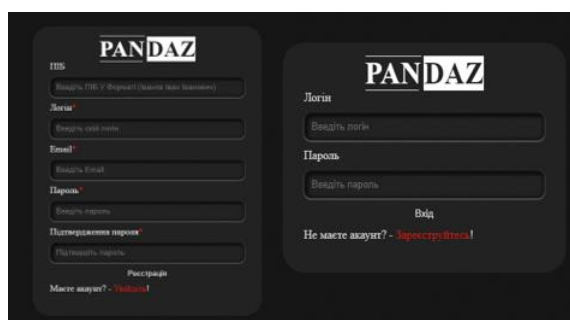 PANDAZ
ПІБ
Введіть ПІБ У Форматі (Іванов Іван Іванович)
Логін*
Введіть свій логін
Email*
Введіть Email
Пароль*
Введіть пароль
Підтвердження пароля*
Підтвердіть пароль
Реєстрація
Маєте акаунт? - Увійдіть!
PANDAZ
Логін
Введіть логін
Пароль
Введіть пароль
Вхід
Не маєте акаунт? - Зареєструйтесь!